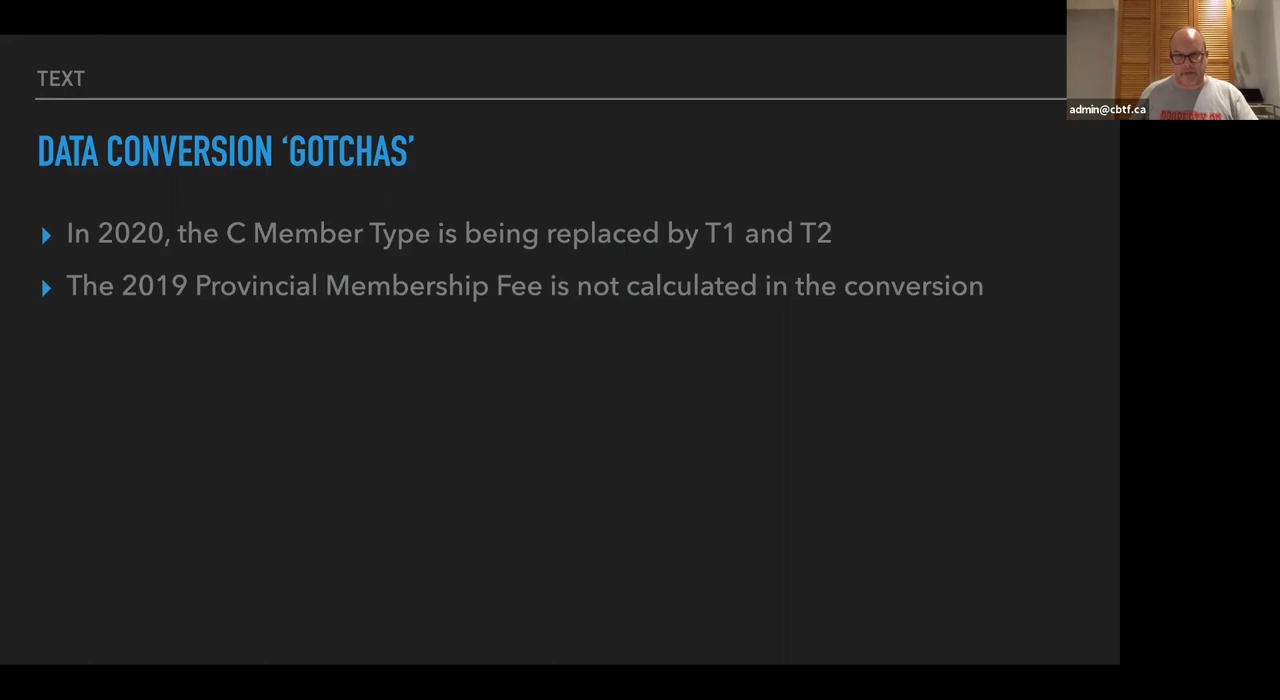 TEXT
admin@cbtf.ca
DATA CONVERSION ‘GOTCHAS’
In 2020, the C Member Type is being replaced by T1 and T2
The 2019 Provincial Membership Fee is not calculated in the conversion